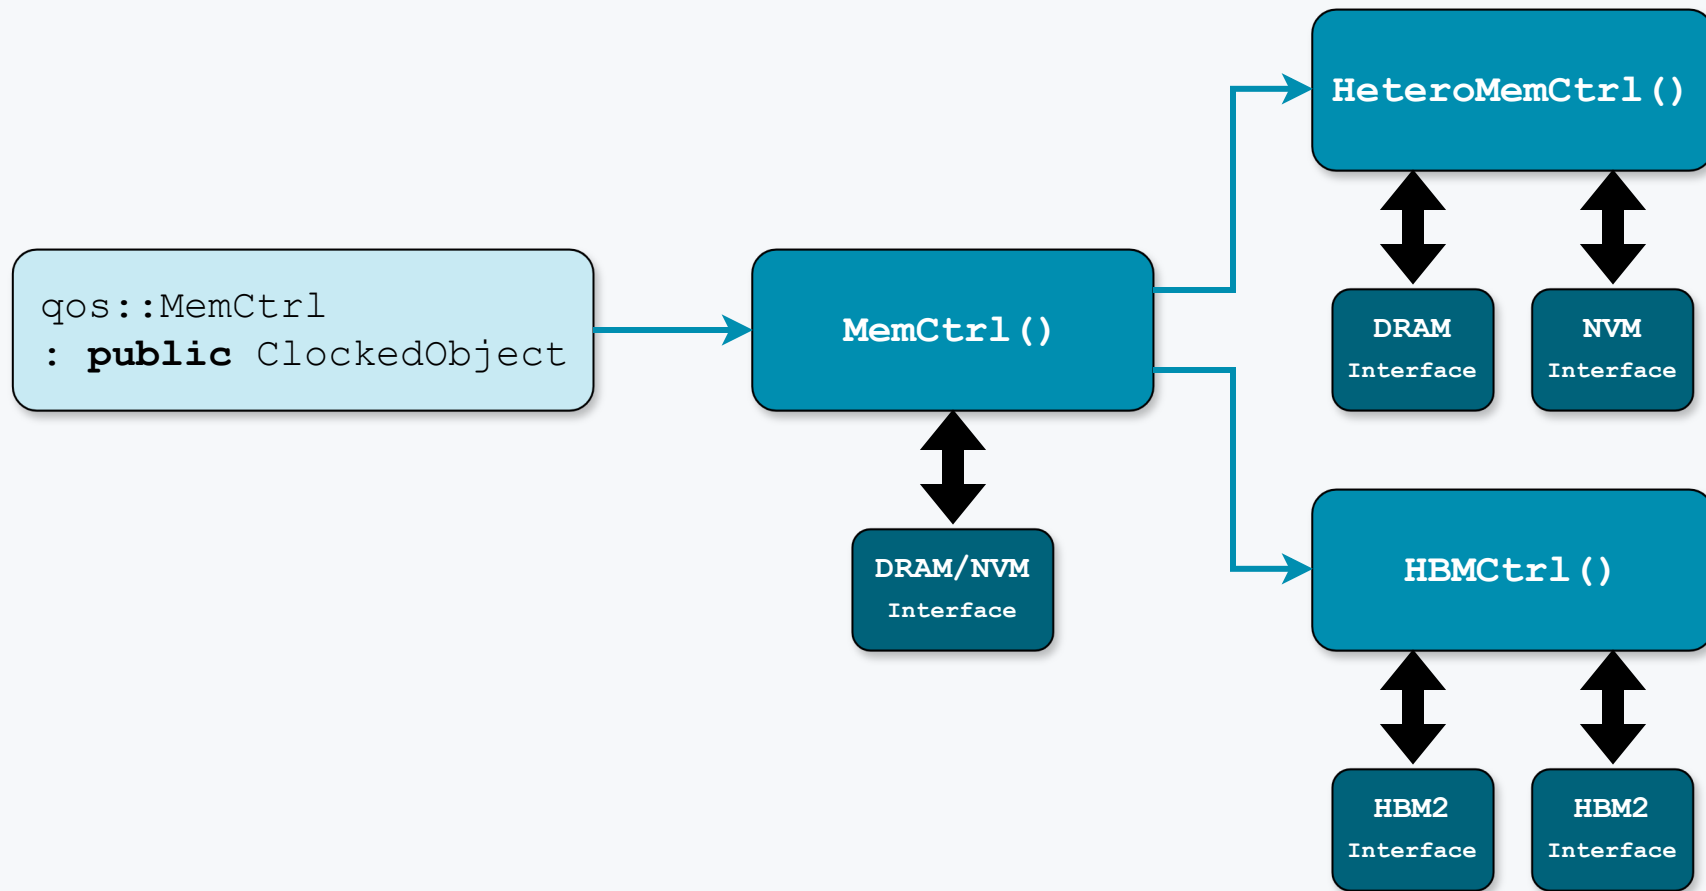 HeteroMemCtrl()
DRAM
Interface
NVM
Interface
qos::MemCtrl
: public ClockedObject
MemCtrl()
DRAM/NVM
Interface
HBMCtrl()
HBM2
Interface
HBM2
Interface